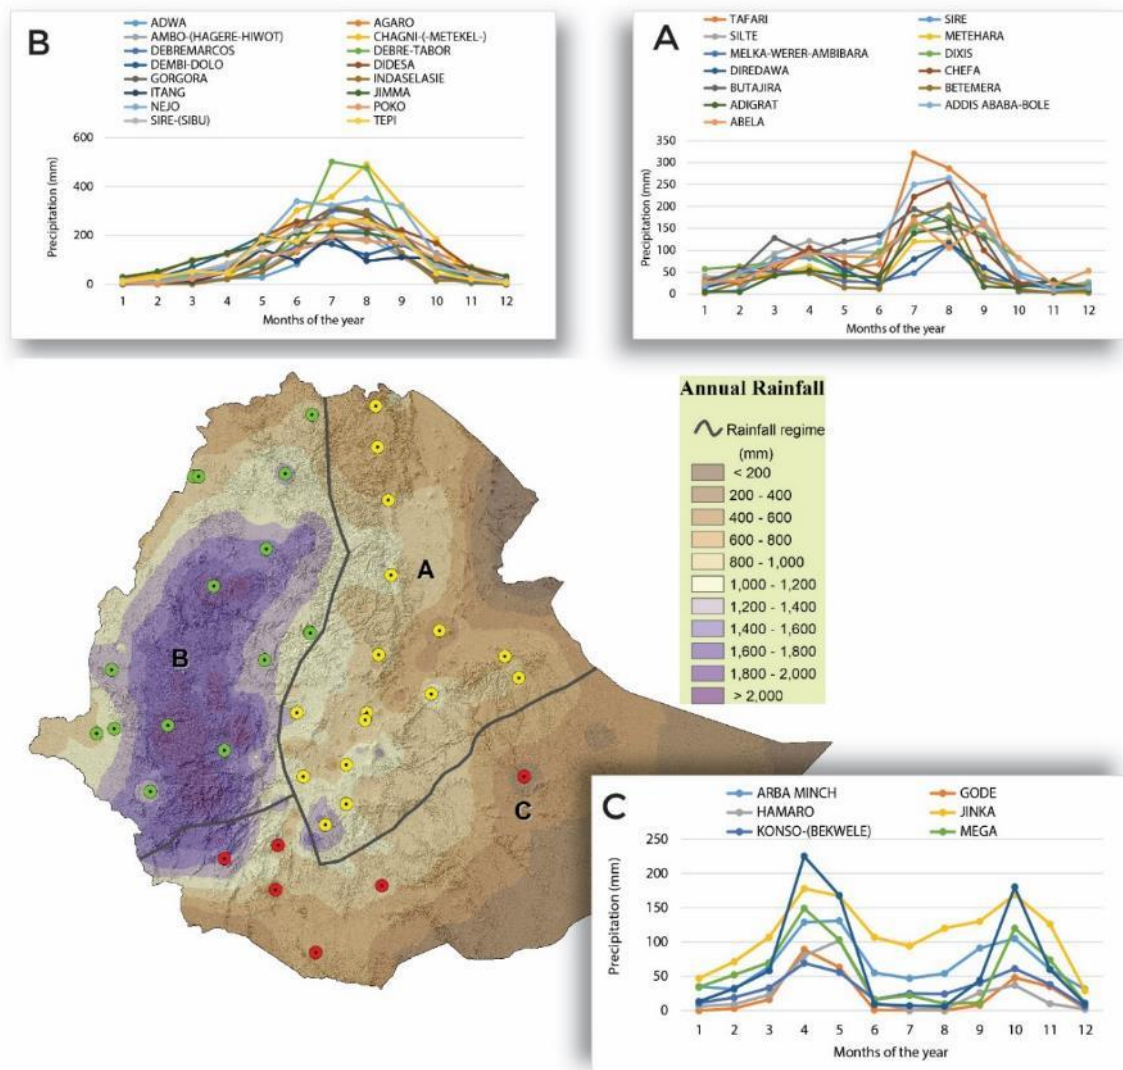 B
ADWA AGARO
AMBO-(HAGERE-HIWOT) CHAGNI-(-METEKEL-)
DEBREMARCOS DEBRE-TABOR
DEMBI-DOLO DIDESA
GORGORA INDASELASIE
ITANG JIMMA
NEJO POKO
SIRE-(SIBU) TEPI
Precipitation (mm)
600
400
200
0
1 2 3 4 5 6 7 8 9 10 11 12
Months of the year
A
TAFARI SIRE
SILTE METEHARA
MELKA-WERER-AMBIBARA DIXIS
DIREDAWA CHEFA
BUTAJIRA BETEMERA
ADIGRAT ADDIS ABABA-BOLE
ABELA
Precipitation (mm)
350
300
250
200
150
100
50
0
1 2 3 4 5 6 7 8 9 10 11 12
Months of the year
Annual Rainfall
Rainfall regime
(mm)
< 200
200 - 400
400 - 600
600 - 800
800 - 1,000
1,000 - 1,200
1,200 - 1,400
1,400 - 1,600
1,600 - 1,800
1,800 - 2,000
> 2,000
A
B
C
C
ARBA MINCH GODE
HAMARO JINKA
KONSO-(BEKWELE) MEGA
Precipitation (mm)
250
200
150
100
50
0
1 2 3 4 5 6 7 8 9 10 11 12
Months of the year